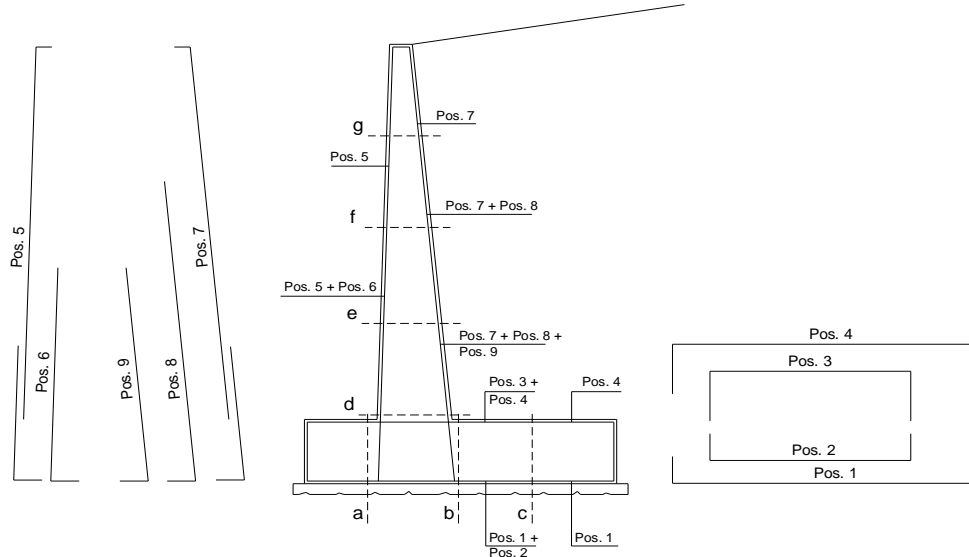 Pos. 5
Pos. 6
Pos. 9
Pos. 8
Pos. 7
g
Pos. 7
Pos. 5
f
Pos. 7 + Pos. 8
Pos. 5 + Pos. 6
e
Pos. 7 + Pos. 8 +
Pos. 9
d
Pos. 3 +
Pos. 4
Pos. 4
a
b
c
Pos. 1 +
Pos. 2
Pos. 1
Pos. 4
Pos. 3
Pos. 2
Pos. 1